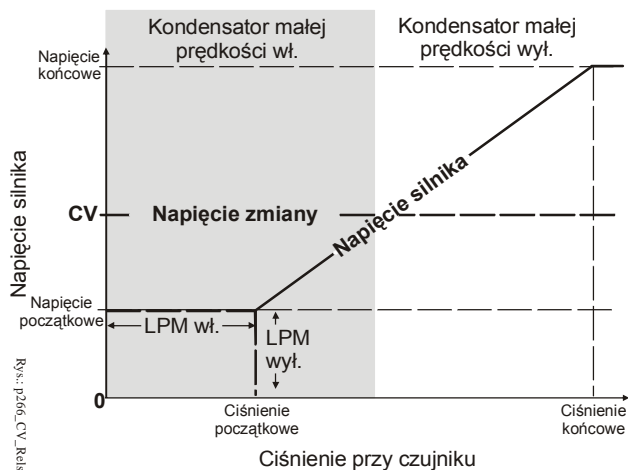 Kondensator małej
prędkości wł.
Kondensator małej
prędkości wył.
Napięcie
końcowe
Napięcie silnika
CV
Napięcie zmiany
Napięcie silnika
Napięcie
początkowe
LPM wł.
LPM
wył.
0
Ciśnienie
początkowe
Ciśnienie
końcowe
Ciśnienie przy czujniku
Rys.: p266_CV_Rels